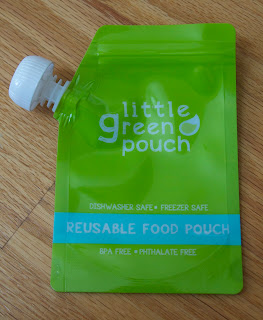 little
green
pouch
DISHWASHER SAFE • FREEZER SAFE
REUSABLE FOOD POUCH
BPA FREE • PHTHALATE FREE